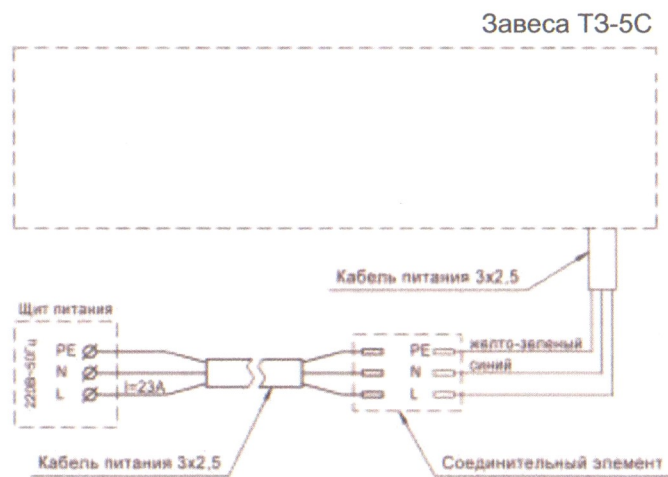 Завеса ТЗ-5С
Кабель питания 3х2,5
Щит питания
220В~50Гц
PE
N
L
I=23А
PE
N
L
желто-зеленый
синий
Кабель питания 3х2,5
Соединительный элемент